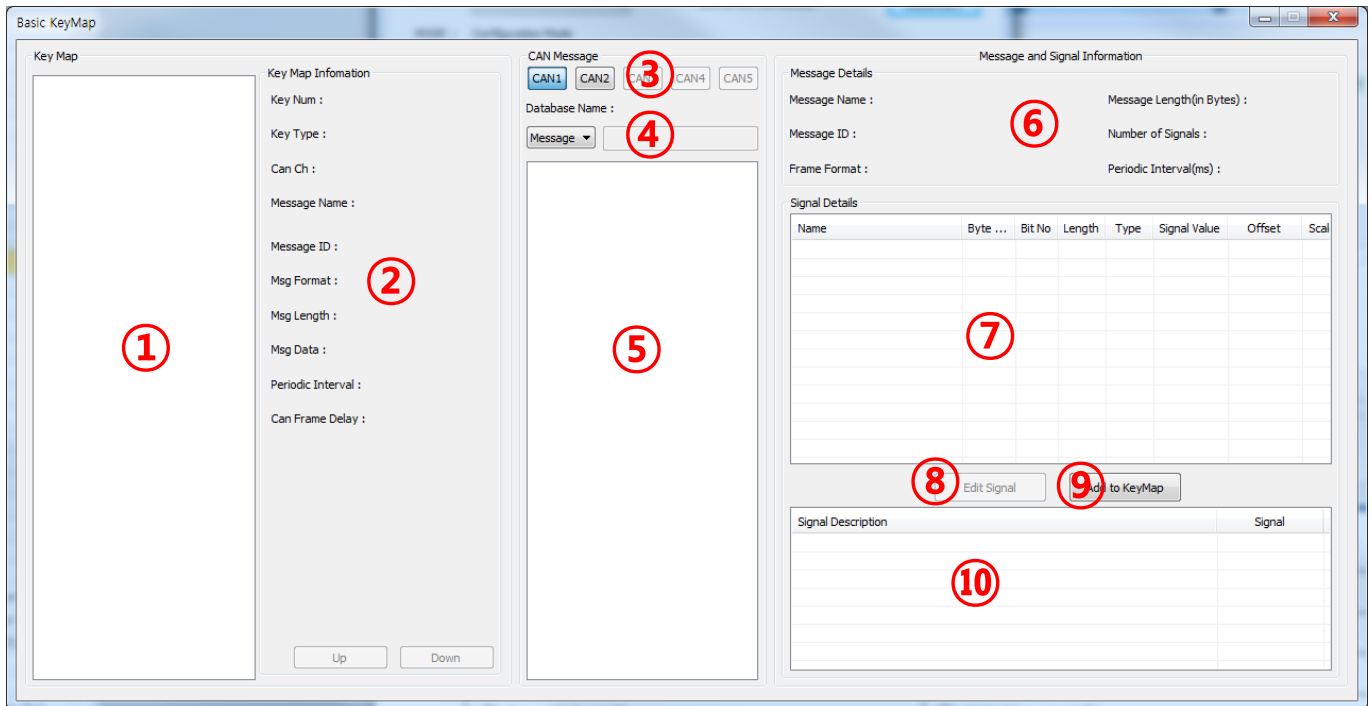 Basic KeyMap
Key Map
Key Map Infomation
Key Num :
Key Type :
Can Ch :
Message Name :
Message ID :
Msg Format :
②
Msg Length :
①
Msg Data :
Periodic Interval :
Can Frame Delay :
Up Down
CAN Message
CAN1 CAN2 ③ CAN4 CAN5
Database Name :
Message ④
⑤
Message and Signal Information
Message Details
Message Name : Message Length(in Bytes) :
⑥
Message ID : Number of Signals :
Frame Format : Periodic Interval(ms) :
Signal Details
Name Byte ... Bit No Length Type Signal Value Offset Scal
⑦
⑧ Edit Signal ⑨ Add to KeyMap
Signal Description Signal
⑩